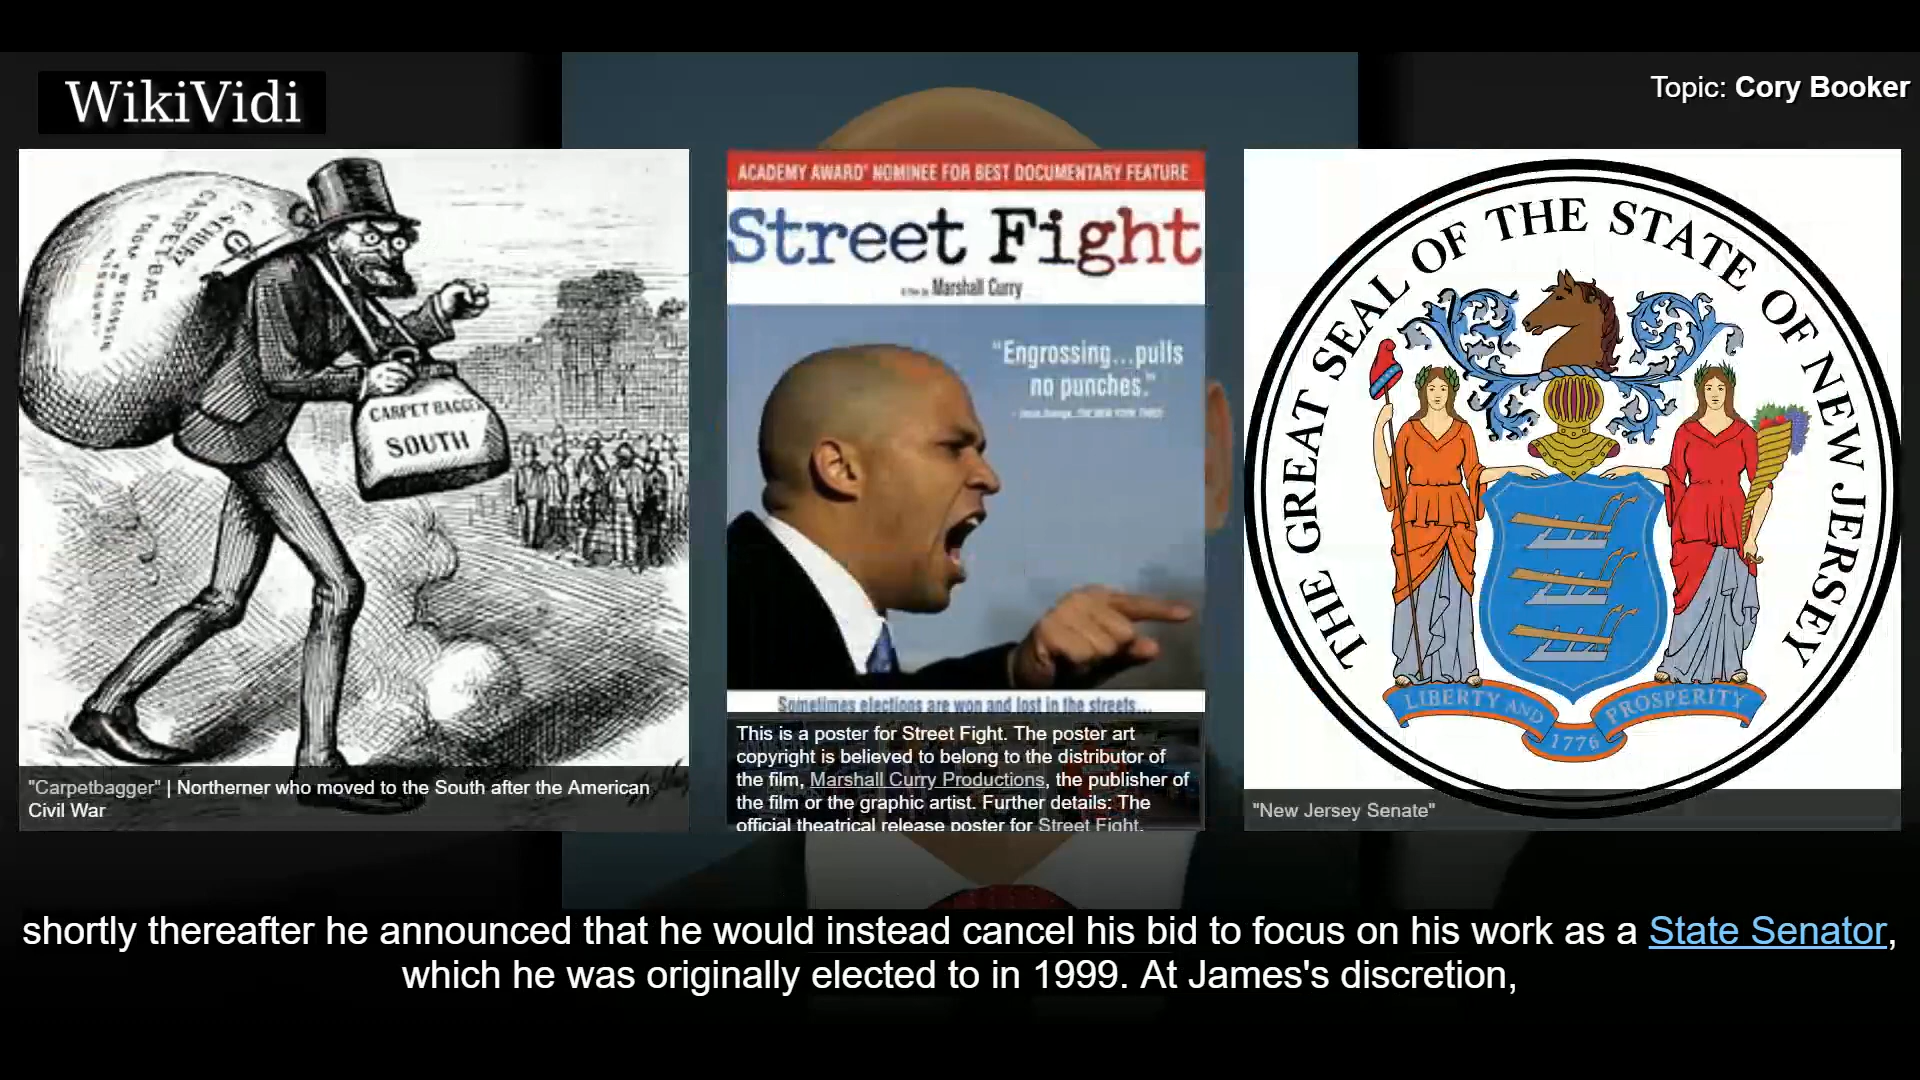 WikiVidi
Topic: Cory Booker
CARPET-BAG
CARPET BAGGER
SOUTH
"Carpetbagger" | Northerner who moved to the South after the American
Civil War
ACADEMY AWARD® NOMINEE FOR BEST DOCUMENTARY FEATURE
Street Fight
a film by Marshall Curry
"Engrossing...pulls
no punches."
THE NEW YORK TIMES
Sometimes elections are won and lost in the streets...
This is a poster for Street Fight. The poster art
copyright is believed to belong to the distributor of
the film, Marshall Curry Productions, the publisher of
the film or the graphic artist. Further details: The
official theatrical release poster for Street Fight.
THE GREAT SEAL OF THE STATE OF NEW JERSEY
LIBERTY AND PROSPERITY
1776
"New Jersey Senate"
shortly thereafter he announced that he would instead cancel his bid to focus on his work as a State Senator,
which he was originally elected to in 1999. At James's discretion,